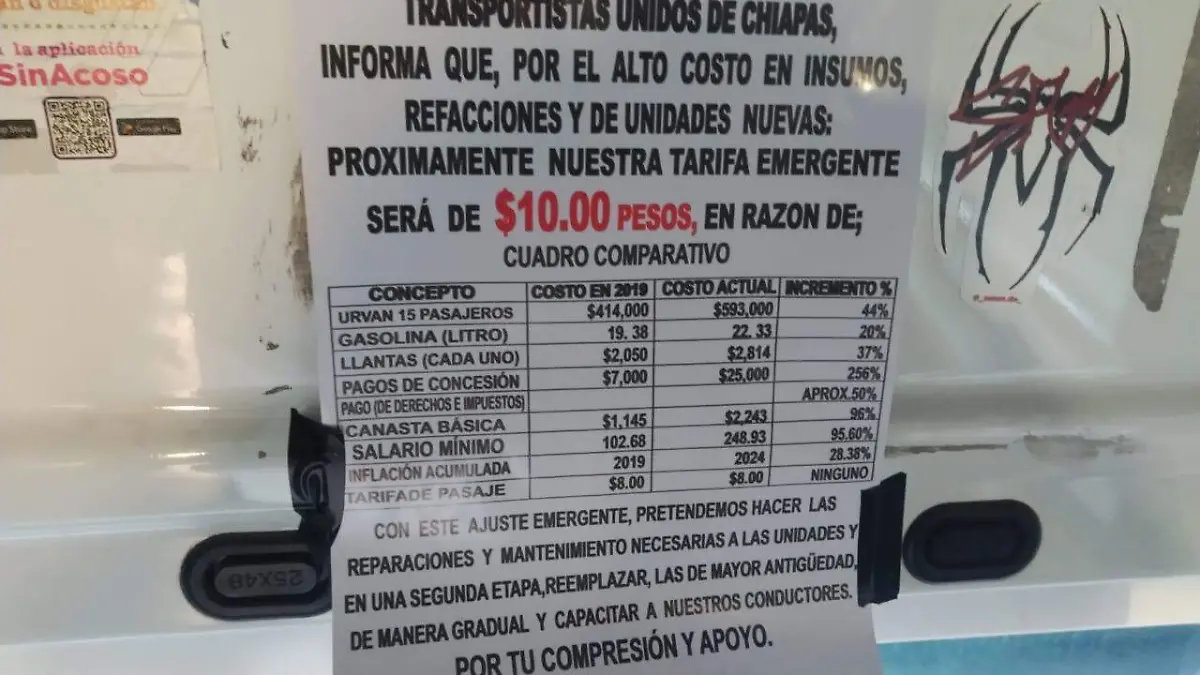 la aplicación
SinAcoso
Google Play
TRANSPORTISTAS UNIDOS DE CHIAPAS,
INFORMA QUE, POR EL ALTO COSTO EN INSUMOS,
REFACCIONES Y DE UNIDADES NUEVAS:
PROXIMAMENTE NUESTRA TARIFA EMERGENTE
SERÁ DE $10.00 PESOS, EN RAZON DE;
CUADRO COMPARATIVO
CONCEPTO COSTO EN 2019 COSTO ACTUAL INCREMENTO %
URVAN 15 PASAJEROS $414,000 $593,000 44%
GASOLINA (LITRO) 19. 38 22. 33 20%
LLANTAS (CADA UNO) $2,050 $2,814 37%
PAGOS DE CONCESIÓN $7,000 $25,000 256%
PAGO (DE DERECHOS E IMPUESTOS) APROX.50%
CANASTA BÁSICA $1,145 $2,243 96%
SALARIO MÍNIMO 102.68 248.93 95.60%
INFLACIÓN ACUMULADA 2019 2024 28.38%
TARIFADE PASAJE $8.00 $8.00 NINGUNO
CON ESTE AJUSTE EMERGENTE, PRETENDEMOS HACER LAS
REPARACIONES Y MANTENIMIENTO NECESARIAS A LAS UNIDADES Y
EN UNA SEGUNDA ETAPA,REEMPLAZAR, LAS DE MAYOR ANTIGÜEDAD,
DE MANERA GRADUAL Y CAPACITAR A NUESTROS CONDUCTORES.
POR TU COMPRESIÓN Y APOYO.
25X40